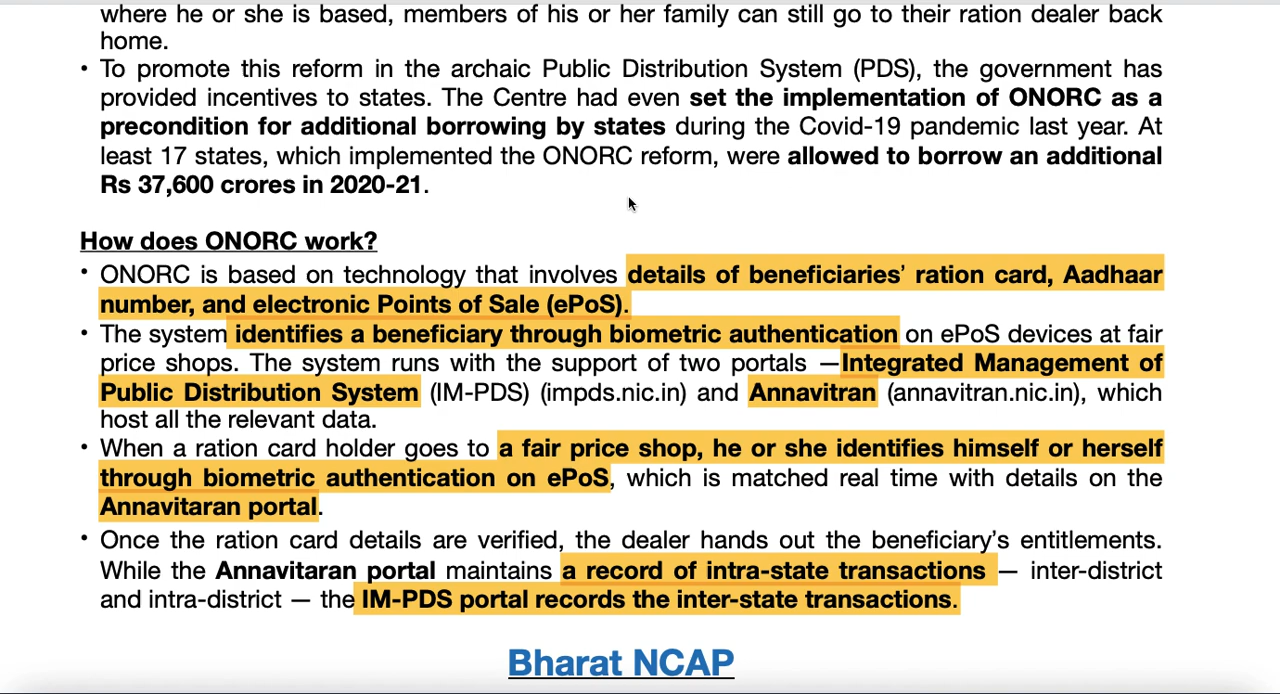 where he or she is based, members of his or her family can still go to their ration dealer back
home.
• To promote this reform in the archaic Public Distribution System (PDS), the government has
provided incentives to states. The Centre had even set the implementation of ONORC as a
precondition for additional borrowing by states during the Covid-19 pandemic last year. At
least 17 states, which implemented the ONORC reform, were allowed to borrow an additional
Rs 37,600 crores in 2020-21.
How does ONORC work?
• ONORC is based on technology that involves details of beneficiaries’ ration card, Aadhaar
number, and electronic Points of Sale (ePoS).
• The system identifies a beneficiary through biometric authentication on ePoS devices at fair
price shops. The system runs with the support of two portals —Integrated Management of
Public Distribution System (IM-PDS) (impds.nic.in) and Annavitran (annavitran.nic.in), which
host all the relevant data.
• When a ration card holder goes to a fair price shop, he or she identifies himself or herself
through biometric authentication on ePoS, which is matched real time with details on the
Annavitaran portal.
• Once the ration card details are verified, the dealer hands out the beneficiary’s entitlements.
While the Annavitaran portal maintains a record of intra-state transactions — inter-district
and intra-district — the IM-PDS portal records the inter-state transactions.
Bharat NCAP